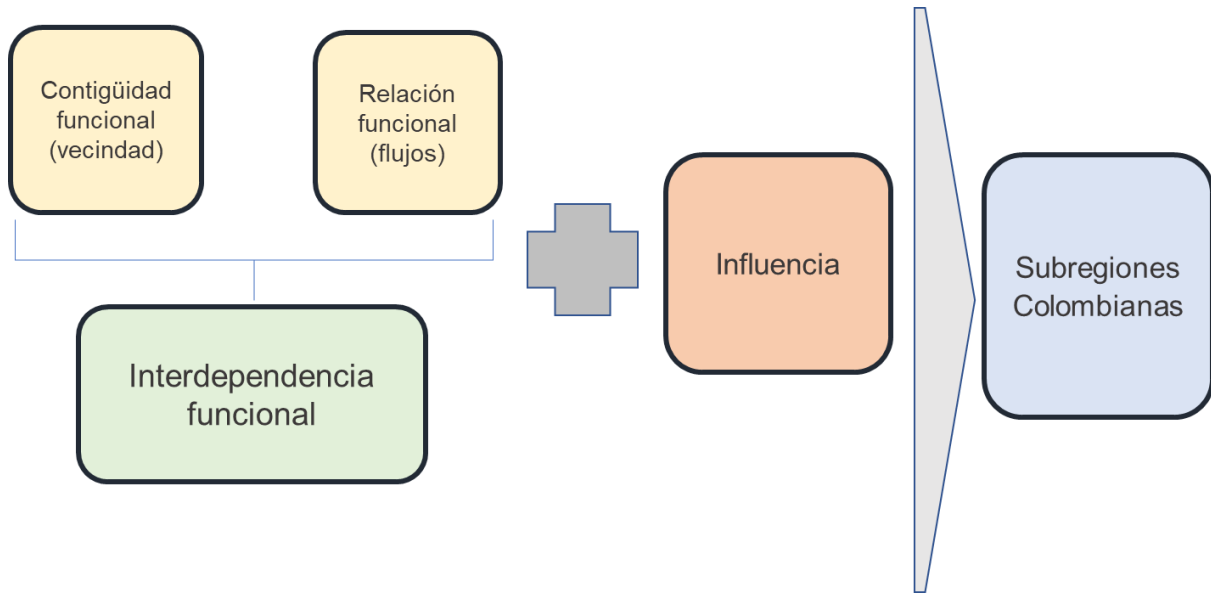 Contigüidad
funcional
(vecindad)
Relación
funcional
(flujos)
Interdependencia
funcional
Influencia
Subregiones
Colombianas